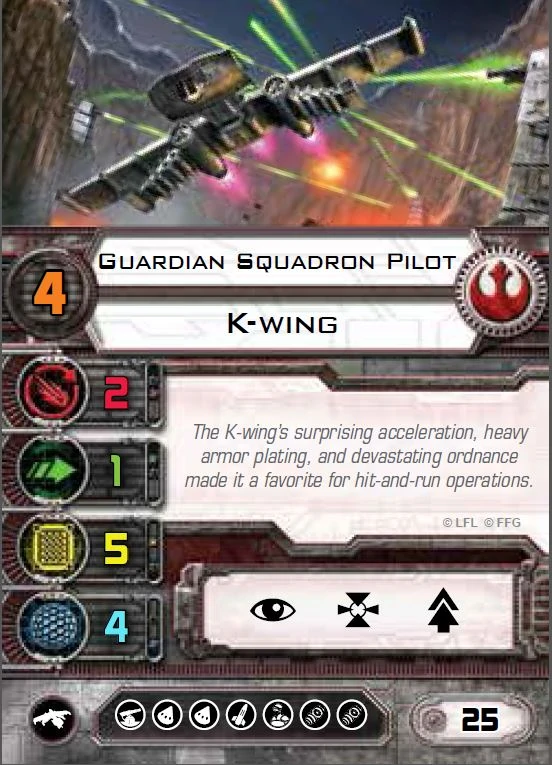 4
Guardian Squadron Pilot
K-wing
2
The K-wing's surprising acceleration, heavy
armor plating, and devastating ordnance
made it a favorite for hit-and-run operations.
1
© LFL © FFG
5
4
25